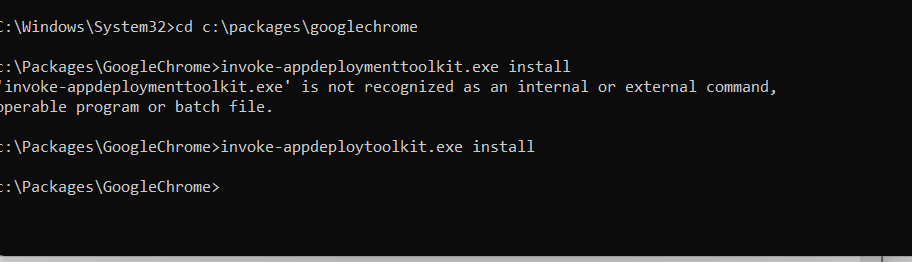 C:\Windows\System32>cd c:\packages\googlechrome
c:\Packages\GoogleChrome>invoke-appdeploymenttoolkit.exe install
'invoke-appdeploymenttoolkit.exe' is not recognized as an internal or external command,
operable program or batch file.
c:\Packages\GoogleChrome>invoke-appdeploytoolkit.exe install
c:\Packages\GoogleChrome>